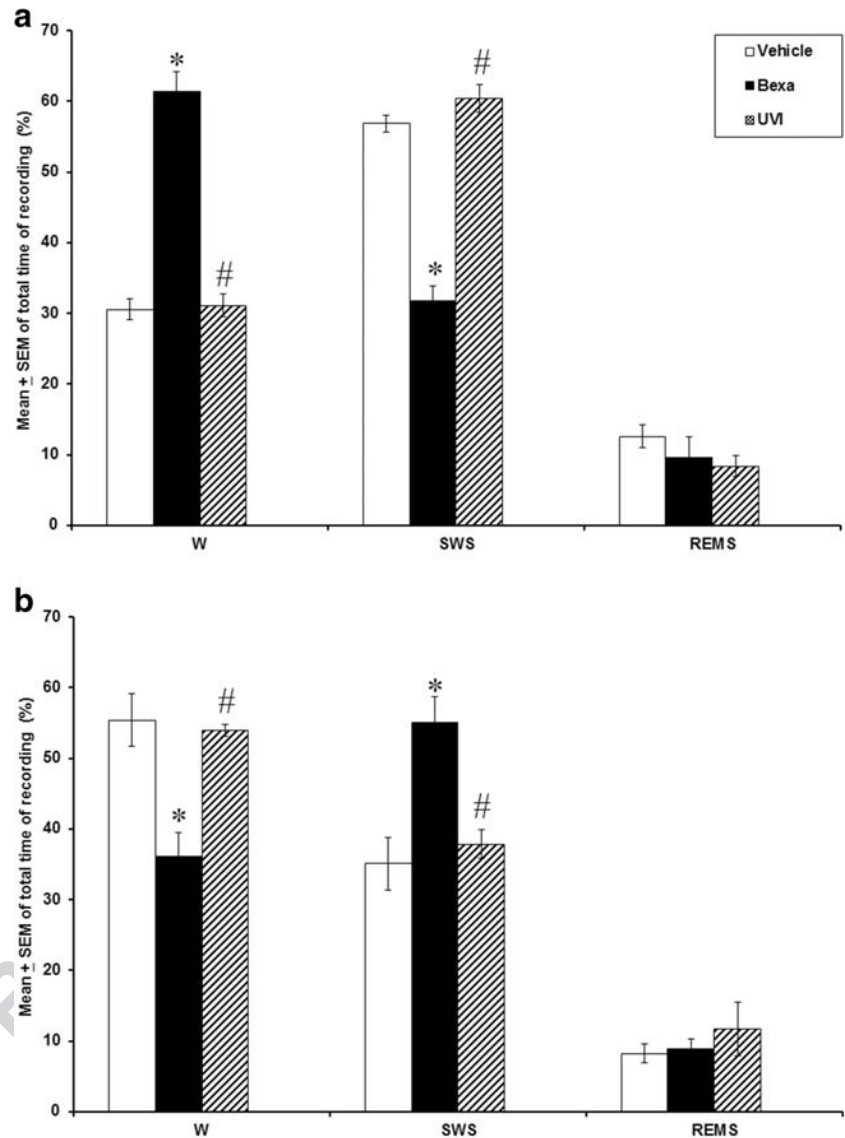 a
Mean ± SEM of total time of recording (%)
70
60
50
40
30
20
10
0
*
#
*
#
Vehicle
Bexa
UVI
W
SWS
REMS
b
Mean ± SEM of total time of recording (%)
70
60
50
40
30
20
10
0
*
#
*
#
W
SWS
REMS